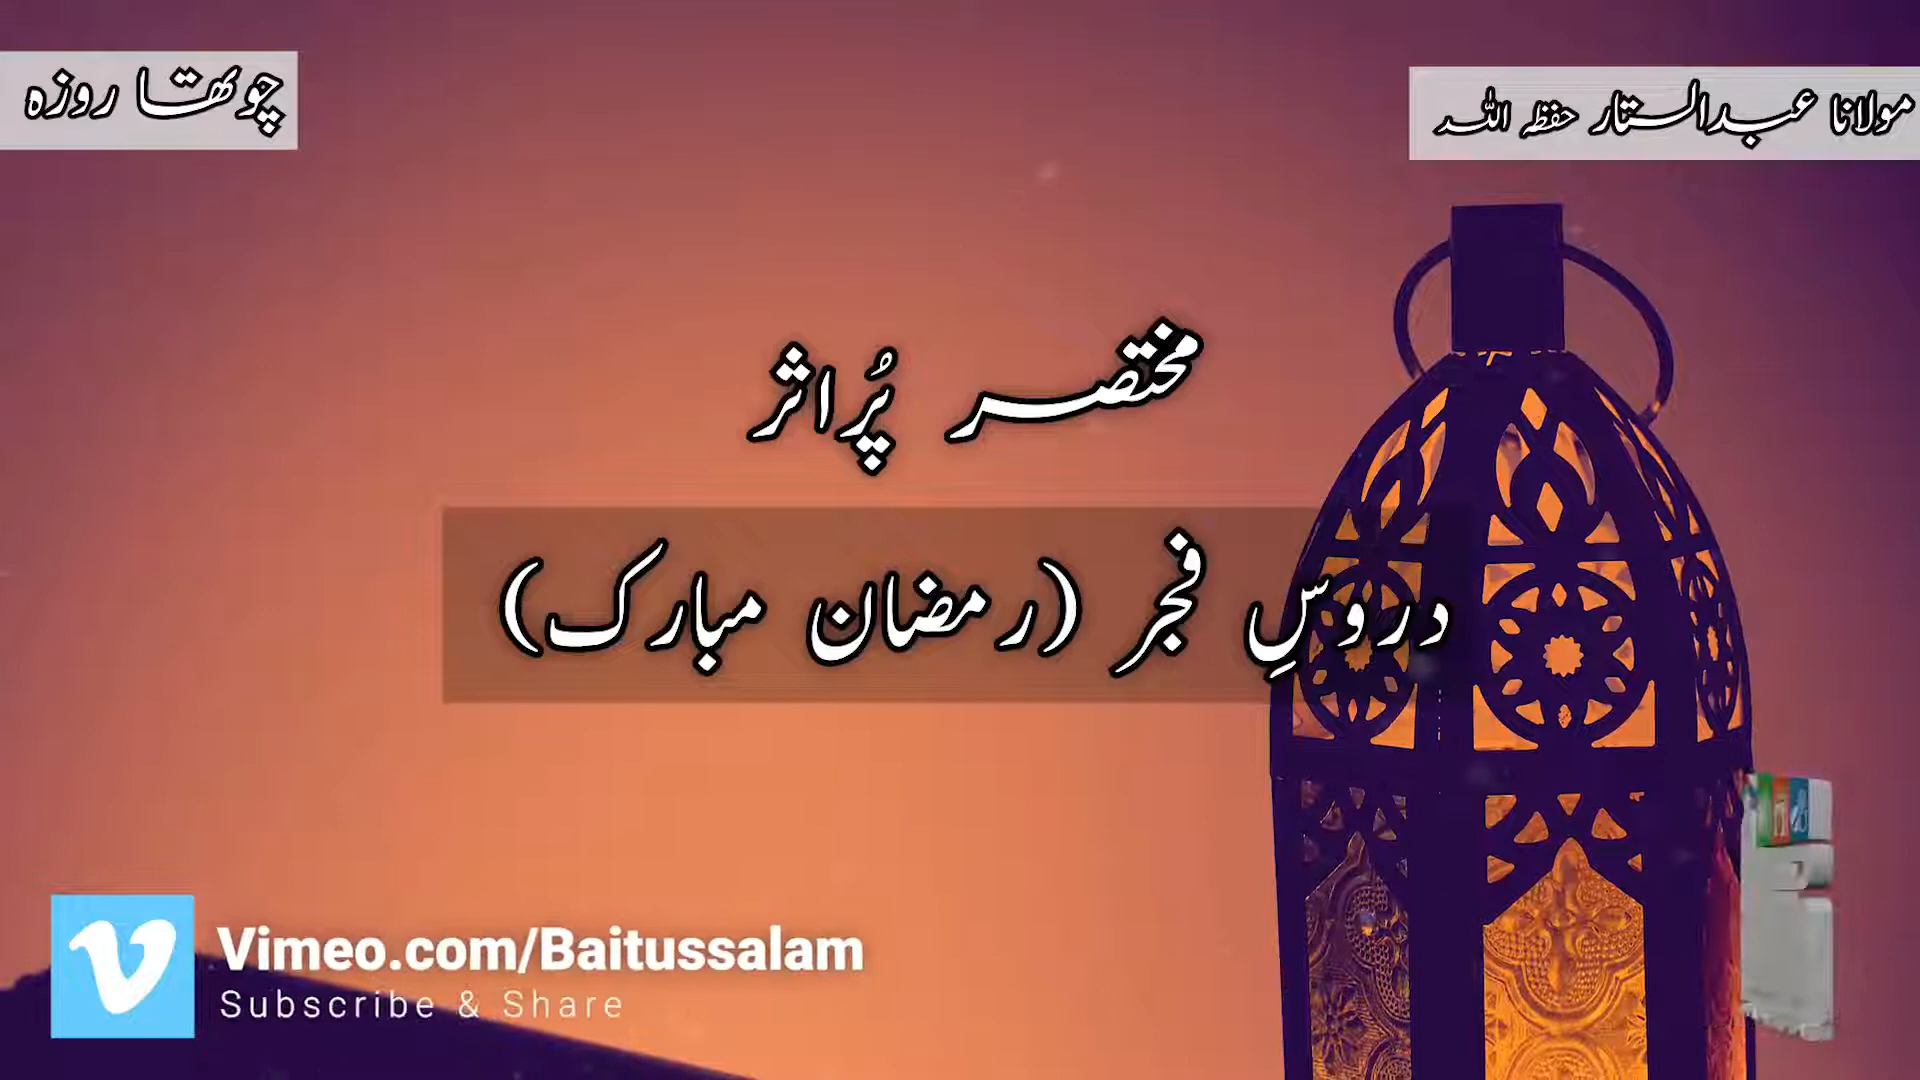 مولانا عبدالستار حفظہ اللہ
چوتھا روزہ
مختصر پُراثر
دروسِ فجر (رمضان مبارک)
Vimeo.com/Baitussalam
Subscribe & Share